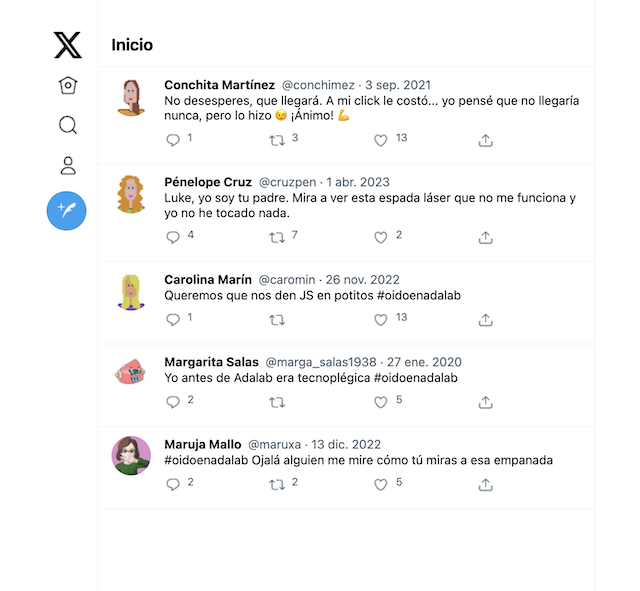 Inicio
Conchita Martínez @conchimez · 3 sep. 2021
No desesperes, que llegará. A mi click le costó... yo pensé que no llegaría
nunca, pero lo hizo 😉 ¡Ánimo! 💪
1 3 13
Pénelope Cruz @cruzpen · 1 abr. 2023
Luke, yo soy tu padre. Mira a ver esta espada láser que no me funciona y
yo no he tocado nada.
4 7 2
Carolina Marín @caromin · 26 nov. 2022
Queremos que nos den JS en potitos #oidoenadalab
1 13
Margarita Salas @marga_salas1938 · 27 ene. 2020
Yo antes de Adalab era tecnoplégica #oidoenadalab
2 5
Maruja Mallo @maruxa · 13 dic. 2022
#oidoenadalab Ojalá alguien me mire cómo tú miras a esa empanada
2 2 5